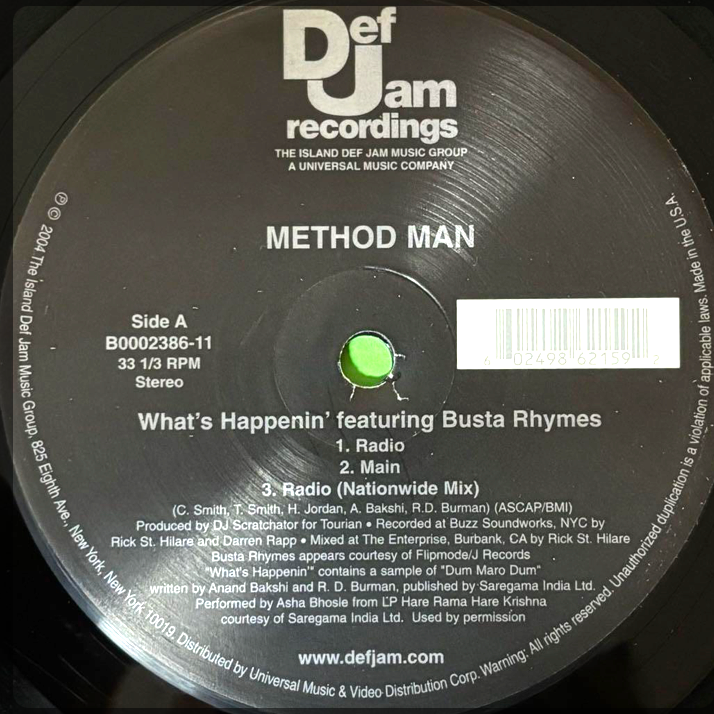 Def
Jam
recordings
THE ISLAND DEF JAM MUSIC GROUP
A UNIVERSAL MUSIC COMPANY
METHOD MAN
Side A
B0002386-11
33 1/3 RPM
Stereo
4 02498 62159 2
What's Happenin' featuring Busta Rhymes
1. Radio
2. Main
3. Radio (Nationwide Mix)
(C. Smith, T. Smith, H. Jordan, A. Bakshi, R.D. Burman) (ASCAP/BMI)
Produced by DJ Scratchator for Tourian • Recorded at Buzz Soundworks, NYC by
Rick St. Hilare and Darren Rapp • Mixed at The Enterprise, Burbank, CA by Rick St. Hilare
Busta Rhymes appears courtesy of Flipmode/J Records
"What's Happenin'" contains a sample of "Dum Maro Dum"
written by Anand Bakshi and R. D. Burman, published by Saregama India Ltd.
Performed by Asha Bhosle from LP Hare Rama Hare Krishna
courtesy of Saregama India Ltd. Used by permission
www.defjam.com
℗ © 2004 The Island Def Jam Music Group, 825 Eighth Ave., New York, New York, 10019. Distributed by Universal Music & Video Distribution Corp. Warning: All rights reserved. Unauthorized duplication is a violation of applicable laws. Made in the U.S.A.